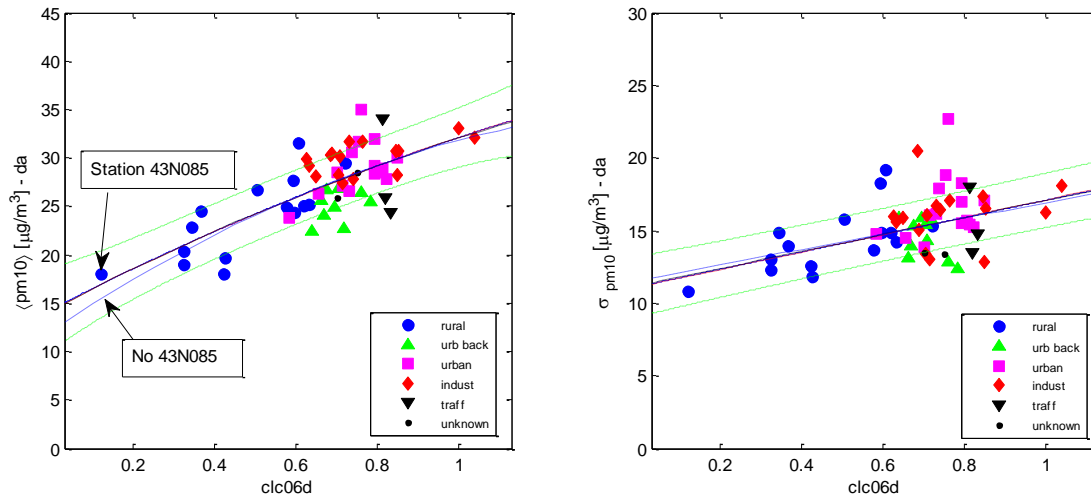 45
40
35
30
25
20
15
10
5
0
⟨pm10⟩ [µg/m³] - da
Station 43N085
No 43N085
rural
urb back
urban
indust
traff
unknown
0.2 0.4 0.6 0.8 1
clc06d
30
25
20
15
10
5
0
σ pm10 [µg/m³] - da
rural
urb back
urban
indust
traff
unknown
0.2 0.4 0.6 0.8 1
clc06d